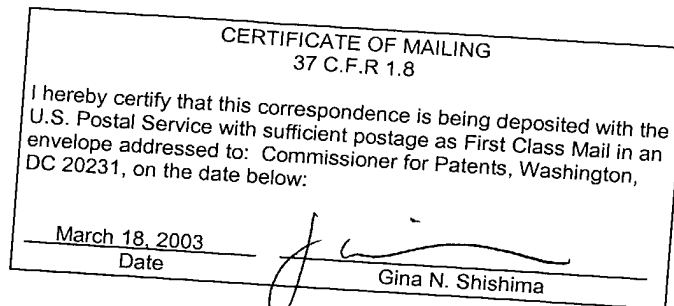 CERTIFICATE OF MAILING
37 C.F.R 1.8
I hereby certify that this correspondence is being deposited with the
U.S. Postal Service with sufficient postage as First Class Mail in an
envelope addressed to: Commissioner for Patents, Washington,
DC 20231, on the date below:
March 18, 2003
Date
Gina N. Shishima